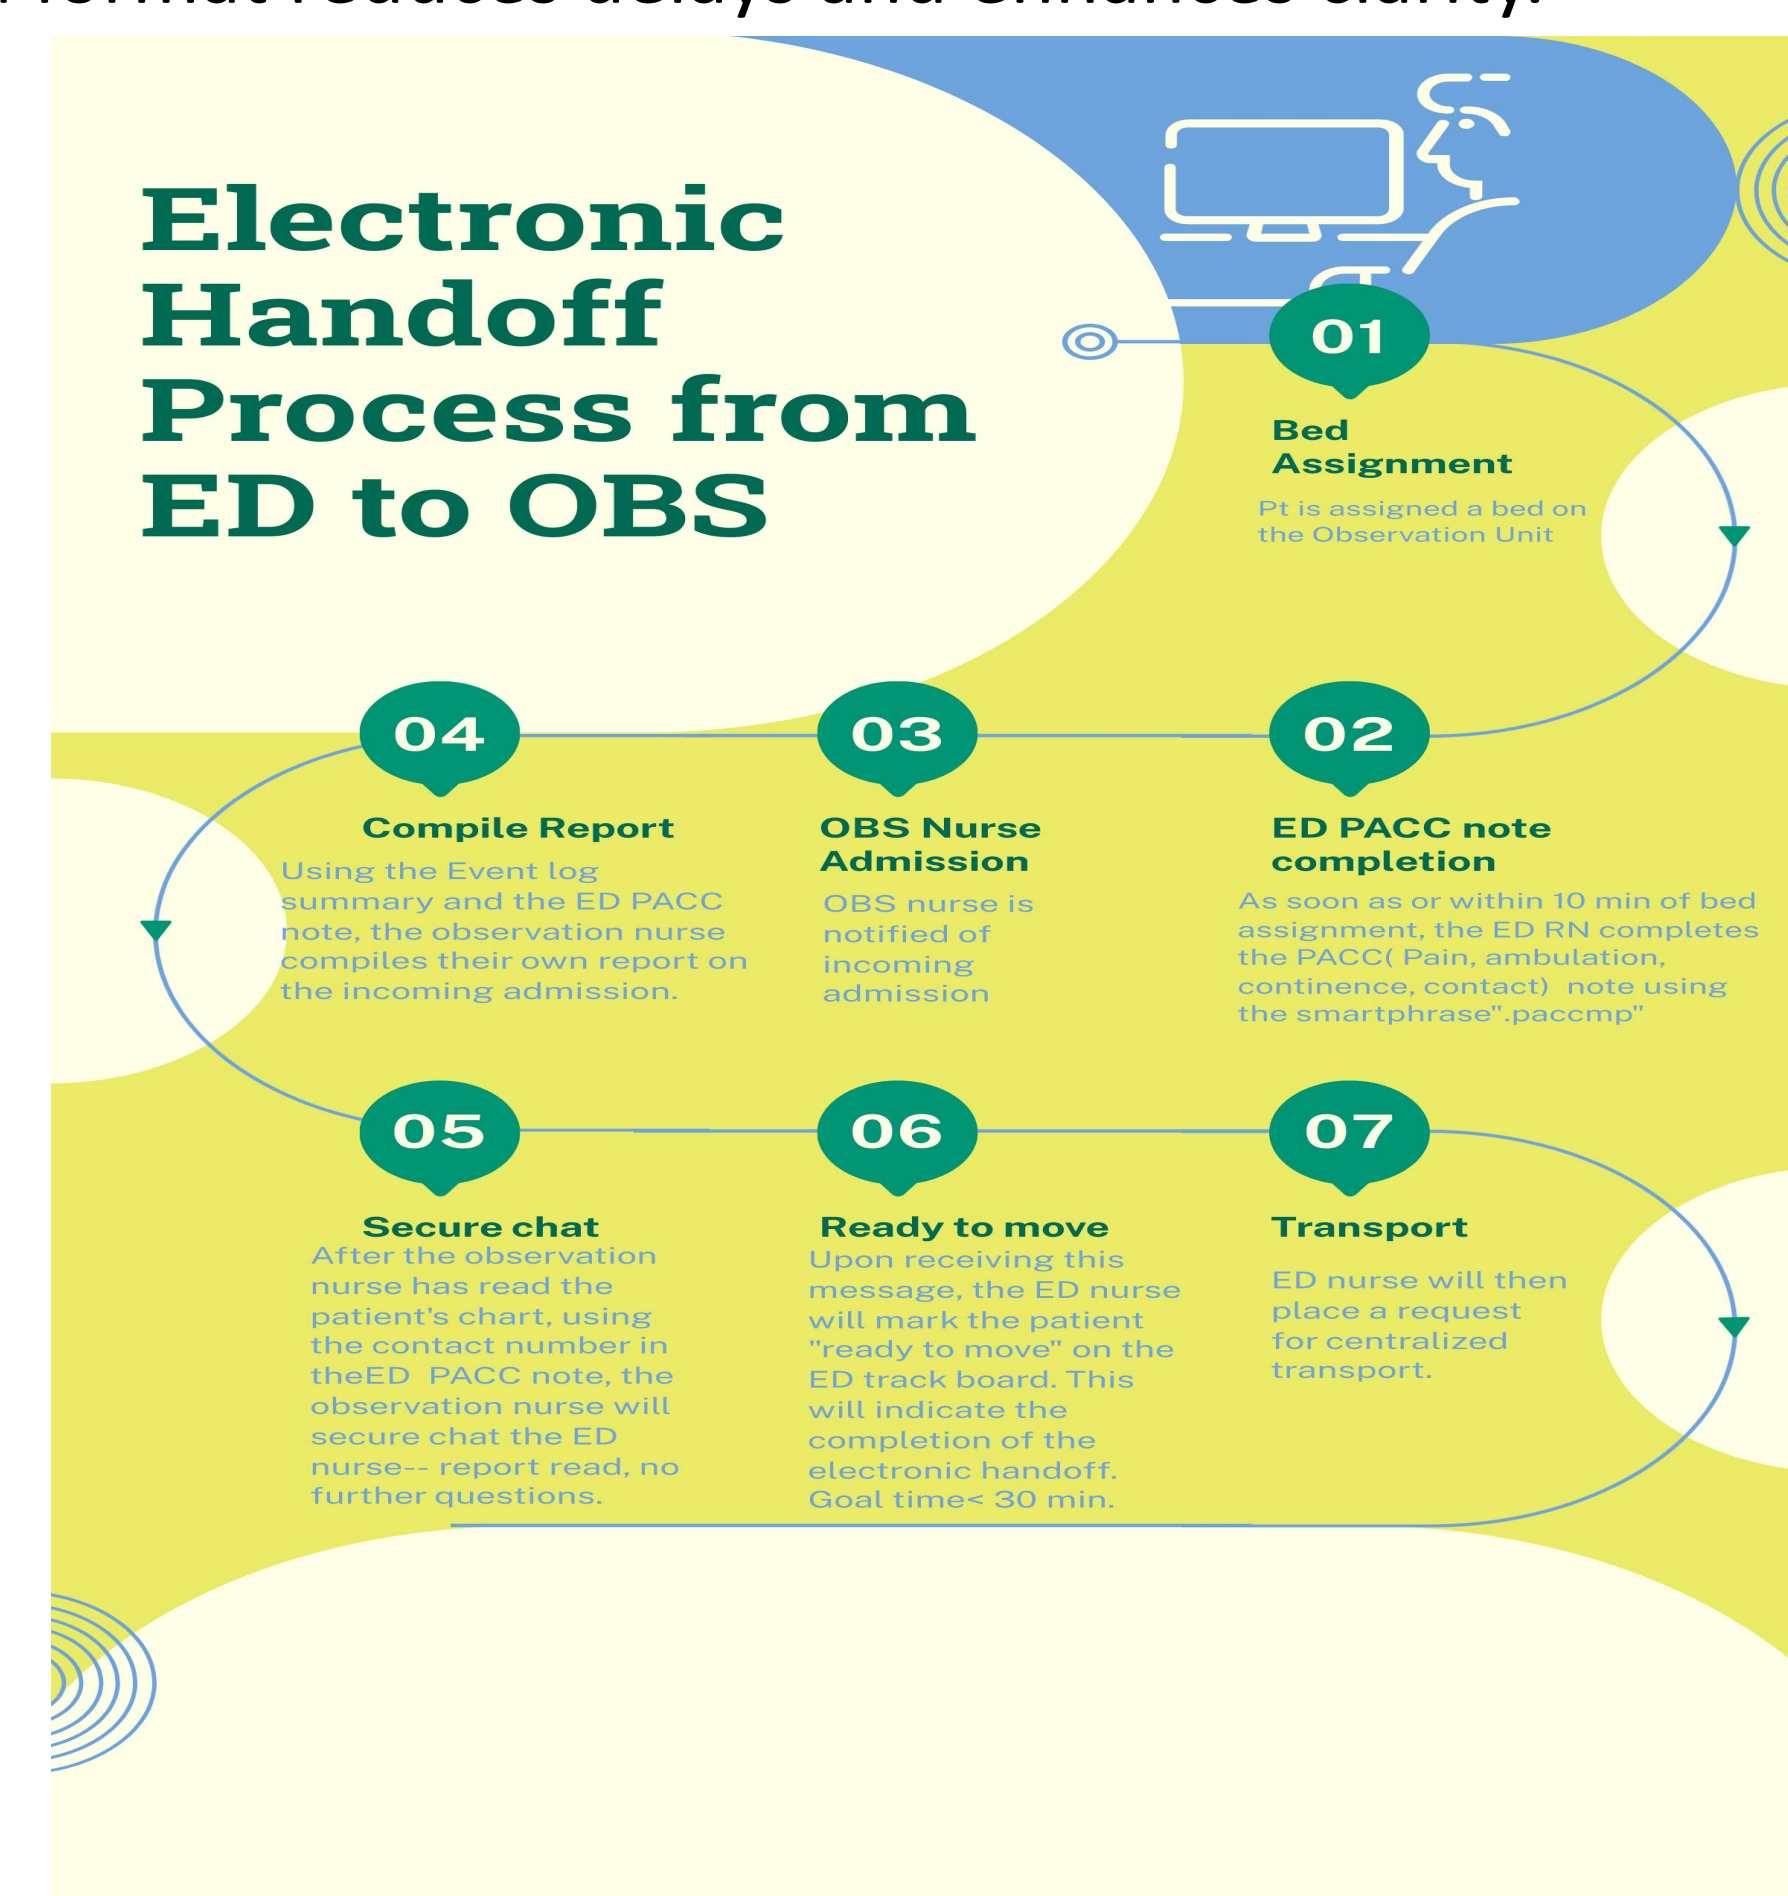 format reduces delays and enhances clarity.
Electronic
Handoff
Process from
ED to OBS
01
Bed
Assignment
Pt is assigned a bed on
the Observation Unit
02
ED PACC note
completion
As soon as or within 10 min of bed
assignment, the ED RN completes
the PACC( Pain, ambulation,
continence, contact)  note using
the smartphrase".paccmp"
03
OBS Nurse
Admission
OBS nurse is
notified of
incoming
admission
04
Compile Report
Using the Event log
summary and the ED PACC
note, the observation nurse
compiles their own report on
the incoming admission.
05
Secure chat
After the observation
nurse has read the
patient's chart, using
the contact number in
theED  PACC note, the
observation nurse will
secure chat the ED
nurse-- report read, no
further questions.
06
Ready to move
Upon receiving this
message, the ED nurse
will mark the patient
"ready to move" on the
ED track board. This
will indicate the
completion of the
electronic handoff.
Goal time< 30 min.
07
Transport
ED nurse will then
place a request
for centralized
transport.